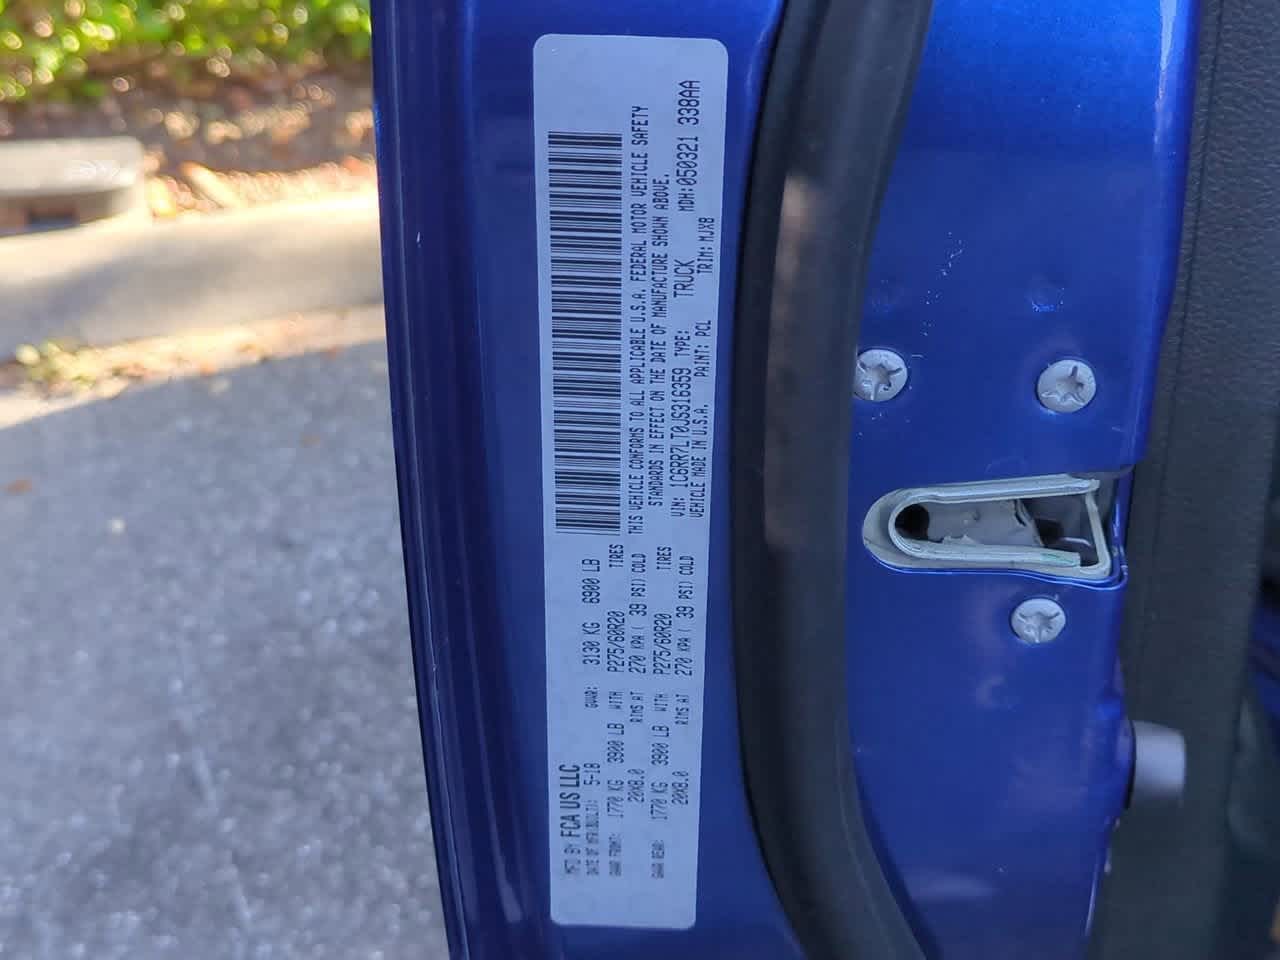 MFD BY FCA US LLC
DATE OF MFR(BUILT): 5-18 GVWR: 3130 KG 6900 LB
GAWR FRONT: 1770 KG 3900 LB WITH P275/60R20 TIRES
20X8.0 RIMS AT 270 KPA ( 39 PSI) COLD
GAWR REAR: 1770 KG 3900 LB WITH P275/60R20 TIRES
20X8.0 RIMS AT 270 KPA ( 39 PSI) COLD
THIS VEHICLE CONFORMS TO ALL APPLICABLE U.S.A. FEDERAL MOTOR VEHICLE SAFETY
STANDARDS IN EFFECT ON THE DATE OF MANUFACTURE SHOWN ABOVE.
VIN: 1C6RR7LT0JS316359 TYPE: TRUCK MDH:050321 338AA
VEHICLE MADE IN U.S.A. PAINT: PCL TRIM: MJX8